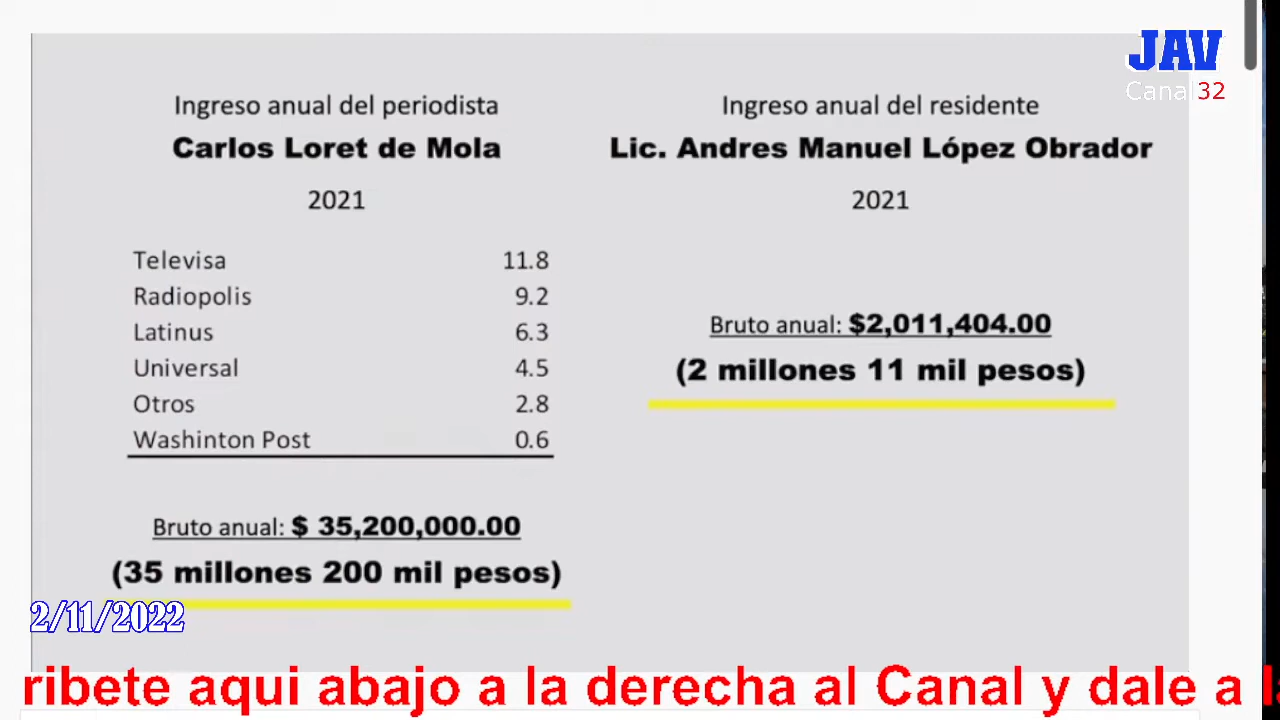 JAV
Canal 32
Ingreso anual del periodista
Carlos Loret de Mola
2021
Televisa 11.8
Radiopolis 9.2
Latinus 6.3
Universal 4.5
Otros 2.8
Washinton Post 0.6
Bruto anual: $ 35,200,000.00
(35 millones 200 mil pesos)
Ingreso anual del residente
Lic. Andres Manuel López Obrador
2021
Bruto anual: $2,011,404.00
(2 millones 11 mil pesos)
2/11/2022
ribete aqui abajo a la derecha al Canal y dale a la